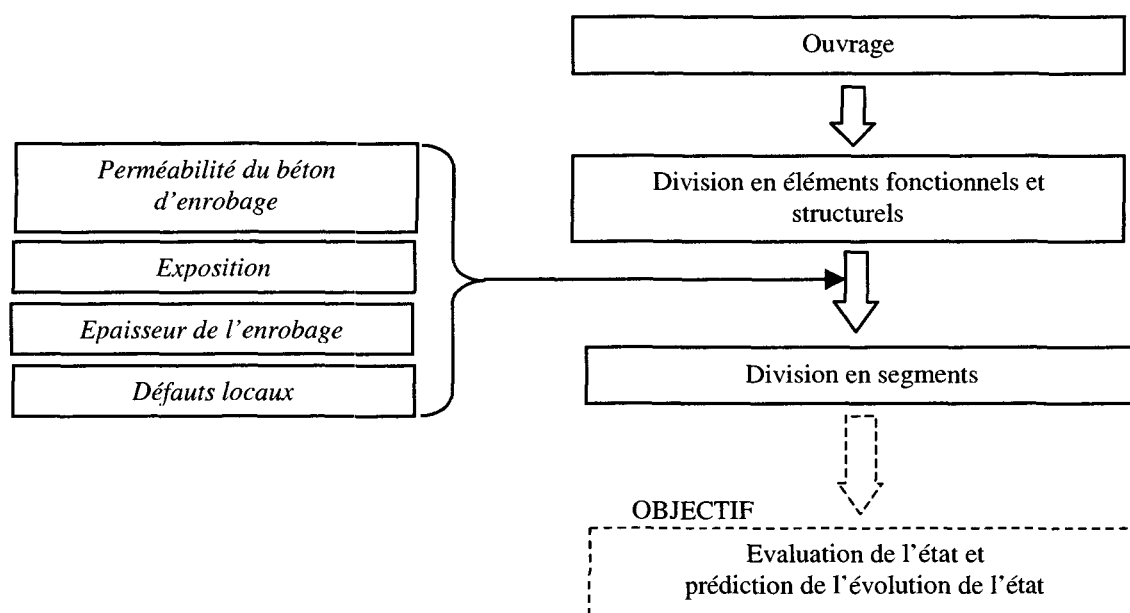 Ouvrage
Perméabilité du béton
d'enrobage
Exposition
Epaisseur de l'enrobage
Défauts locaux
Division en éléments fonctionnels et
structurels
Division en segments
OBJECTIF
Evaluation de l'état et
prédiction de l'évolution de l'état